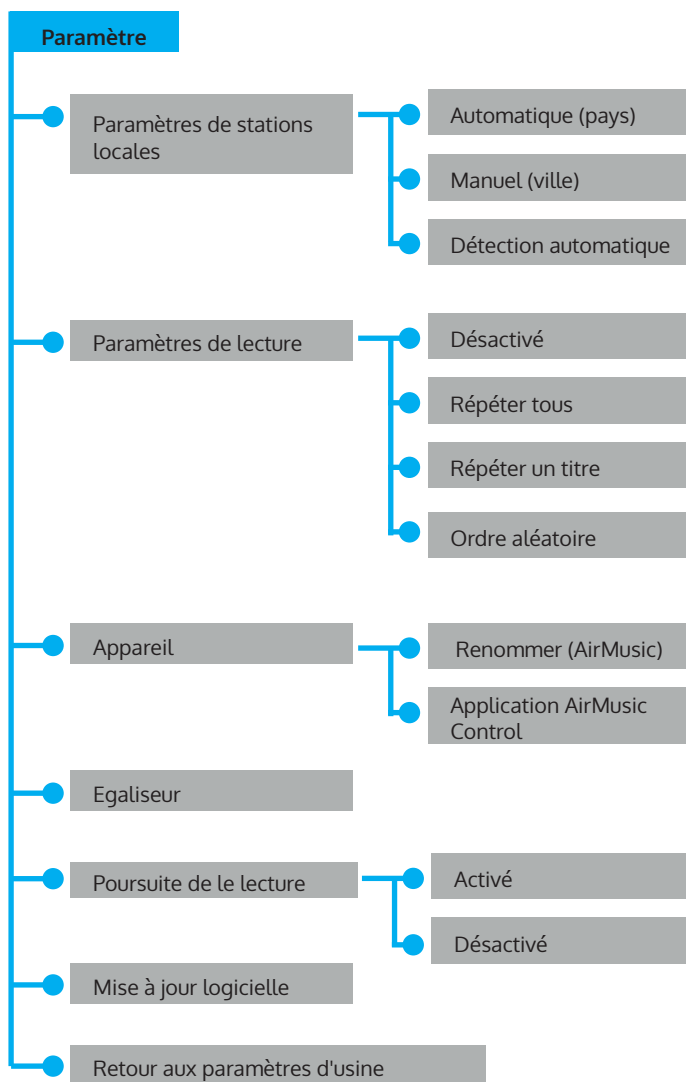 Paramètre
Paramètres de stations
locales
Automatique (pays)
Manuel (ville)
Détection automatique
Paramètres de lecture
Désactivé
Répéter tous
Répéter un titre
Ordre aléatoire
Appareil
Renommer (AirMusic)
Application AirMusic
Control
Egaliseur
Poursuite de le lecture
Activé
Désactivé
Mise à jour logicielle
Retour aux paramètres d'usine